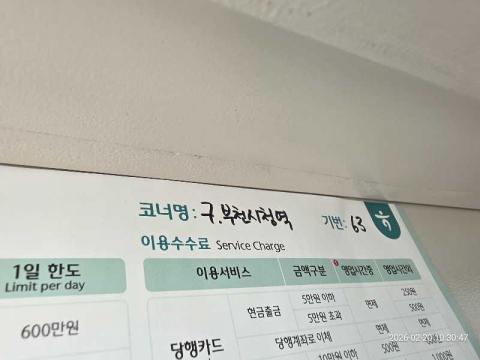 코너명: 구.부천시청역 기번: 63
이용수수료 Service Charge
1일 한도
Limit per day
600만원
이용서비스 금액구분 영업시간중 영업시간외
당행카드
현금출금
5만원 이하 면제 250원
5만원 초과 500원
당행계좌로 이체 면제 면제
10만원 이하 500원
2026-02-20 10:30:47